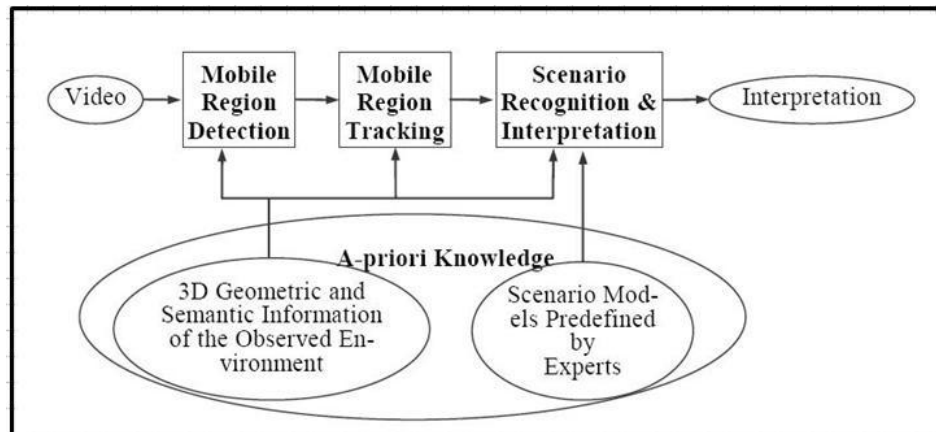 Video
Mobile
Region
Detection
Mobile
Region
Tracking
Scenario
Recognition &
Interpretation
Interpretation
A-priori Knowledge
3D Geometric and
Semantic Information
of the Observed En-
vironment
Scenario Mod-
els Predefined
by
Experts